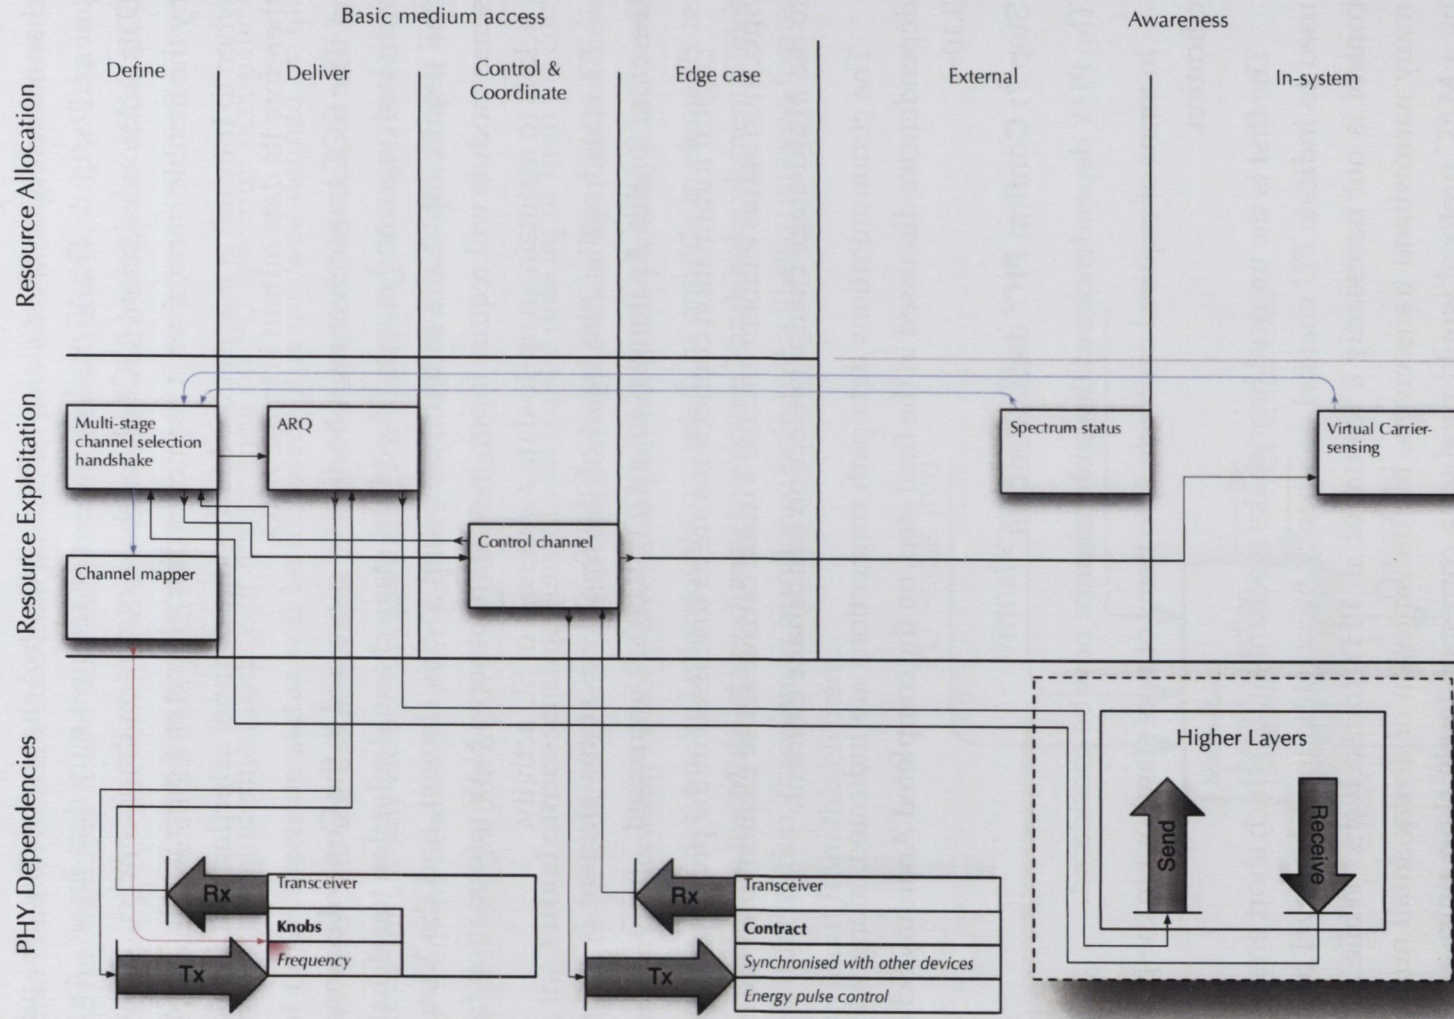 Basic medium access
Awareness
Define
Deliver
Control &
Coordinate
Edge case
External
In-system
Resource Allocation
Resource Exploitation
Multi-stage
channel selection
handshake
ARQ
Spectrum status
Virtual Carrier-
sensing
Control channel
Channel mapper
PHY Dependencies
Higher Layers
Send
Receive
Rx
Transceiver
Knobs
Frequency
Tx
Rx
Transceiver
Contract
Synchronised with other devices
Energy pulse control
Tx